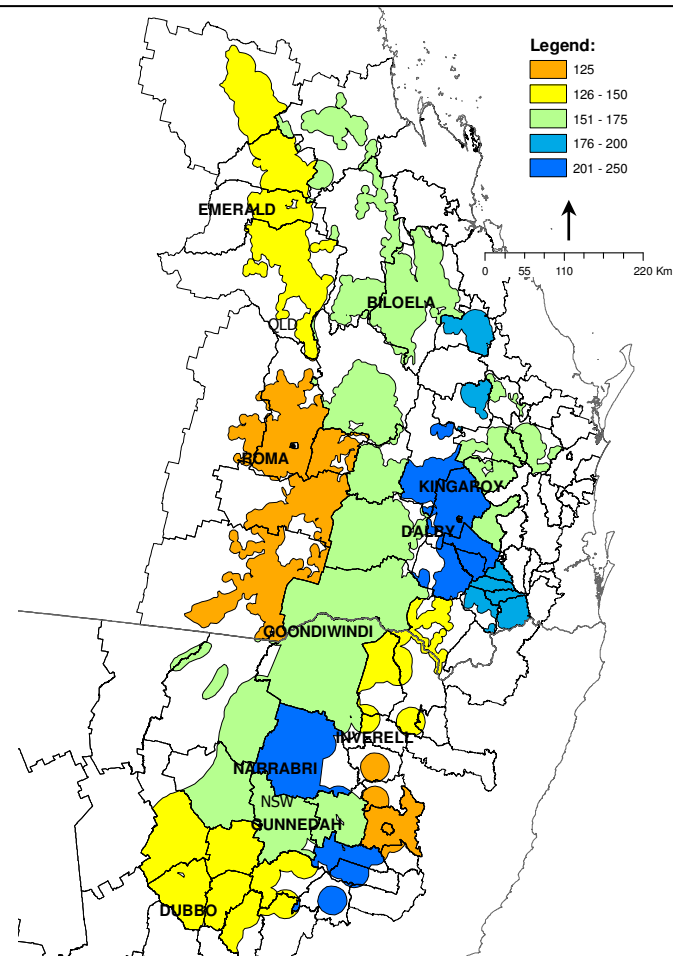 Legend:
125
126 - 150
151 - 175
176 - 200
201 - 250
0 55 110 220 Km
EMERALD
BILOELA
QLD
ROMA
KINGAROY
DALBY
GOONDIWINDI
INVERELL
NARRABRI
NSW
GUNNEDAH
DUBBO